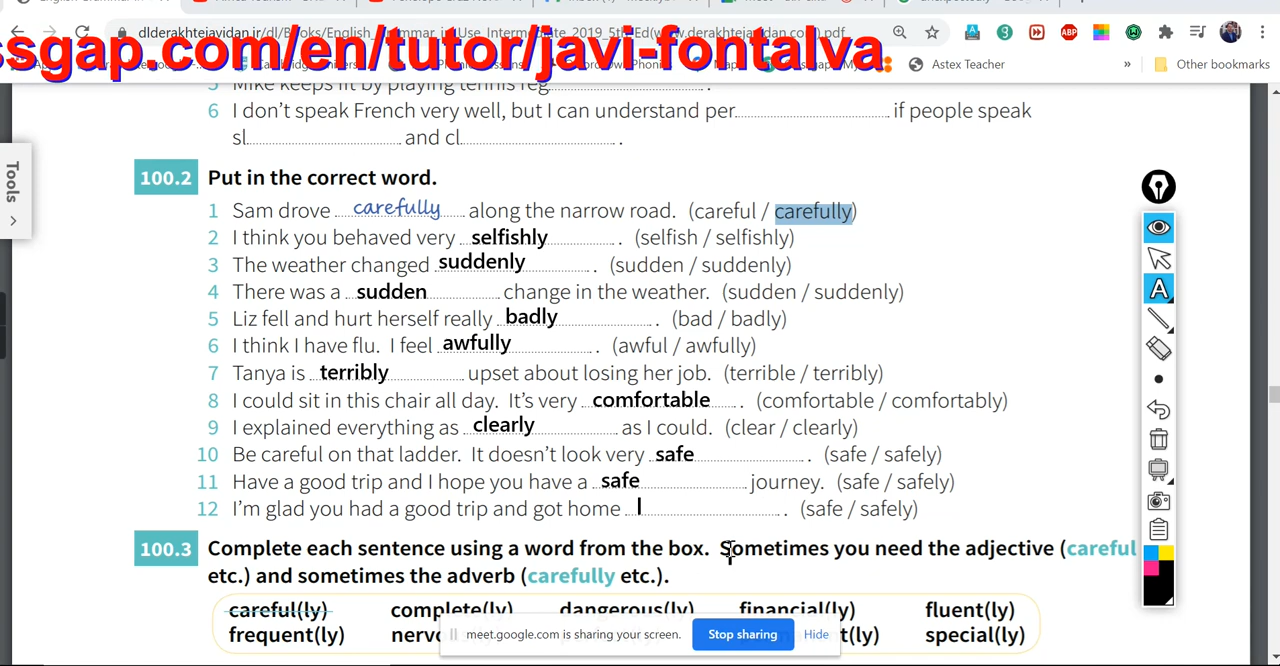 dlderakhtejavidan.ir/dl/Books/English_Grammar_in_Use_Intermediate_2019_5th_Ed(www.derakhtejavidan.com).pdf
ssgap.com/en/tutor/javi-fontalva
Astex Teacher
»
Other bookmarks
5 Mike keeps fit by playing tennis reg .
6 I don't speak French very well, but I can understand per if people speak
sl and cl .
Tools
100.2 Put in the correct word.
1 Sam drove carefully along the narrow road. (careful / carefully)
2 I think you behaved very selfishly . (selfish / selfishly)
3 The weather changed suddenly . (sudden / suddenly)
4 There was a sudden change in the weather. (sudden / suddenly)
5 Liz fell and hurt herself really badly . (bad / badly)
6 I think I have flu. I feel awfully . (awful / awfully)
7 Tanya is terribly upset about losing her job. (terrible / terribly)
8 I could sit in this chair all day. It's very comfortable . (comfortable / comfortably)
9 I explained everything as clearly as I could. (clear / clearly)
10 Be careful on that ladder. It doesn't look very safe . (safe / safely)
11 Have a good trip and I hope you have a safe journey. (safe / safely)
12 I'm glad you had a good trip and got home . (safe / safely)
100.3 Complete each sentence using a word from the box. Sometimes you need the adjective (careful
etc.) and sometimes the adverb (carefully etc.).
careful(ly) complete(ly) dangerous(ly) financial(ly) fluent(ly)
frequent(ly) special(ly)
meet.google.com is sharing your screen. Stop sharing Hide